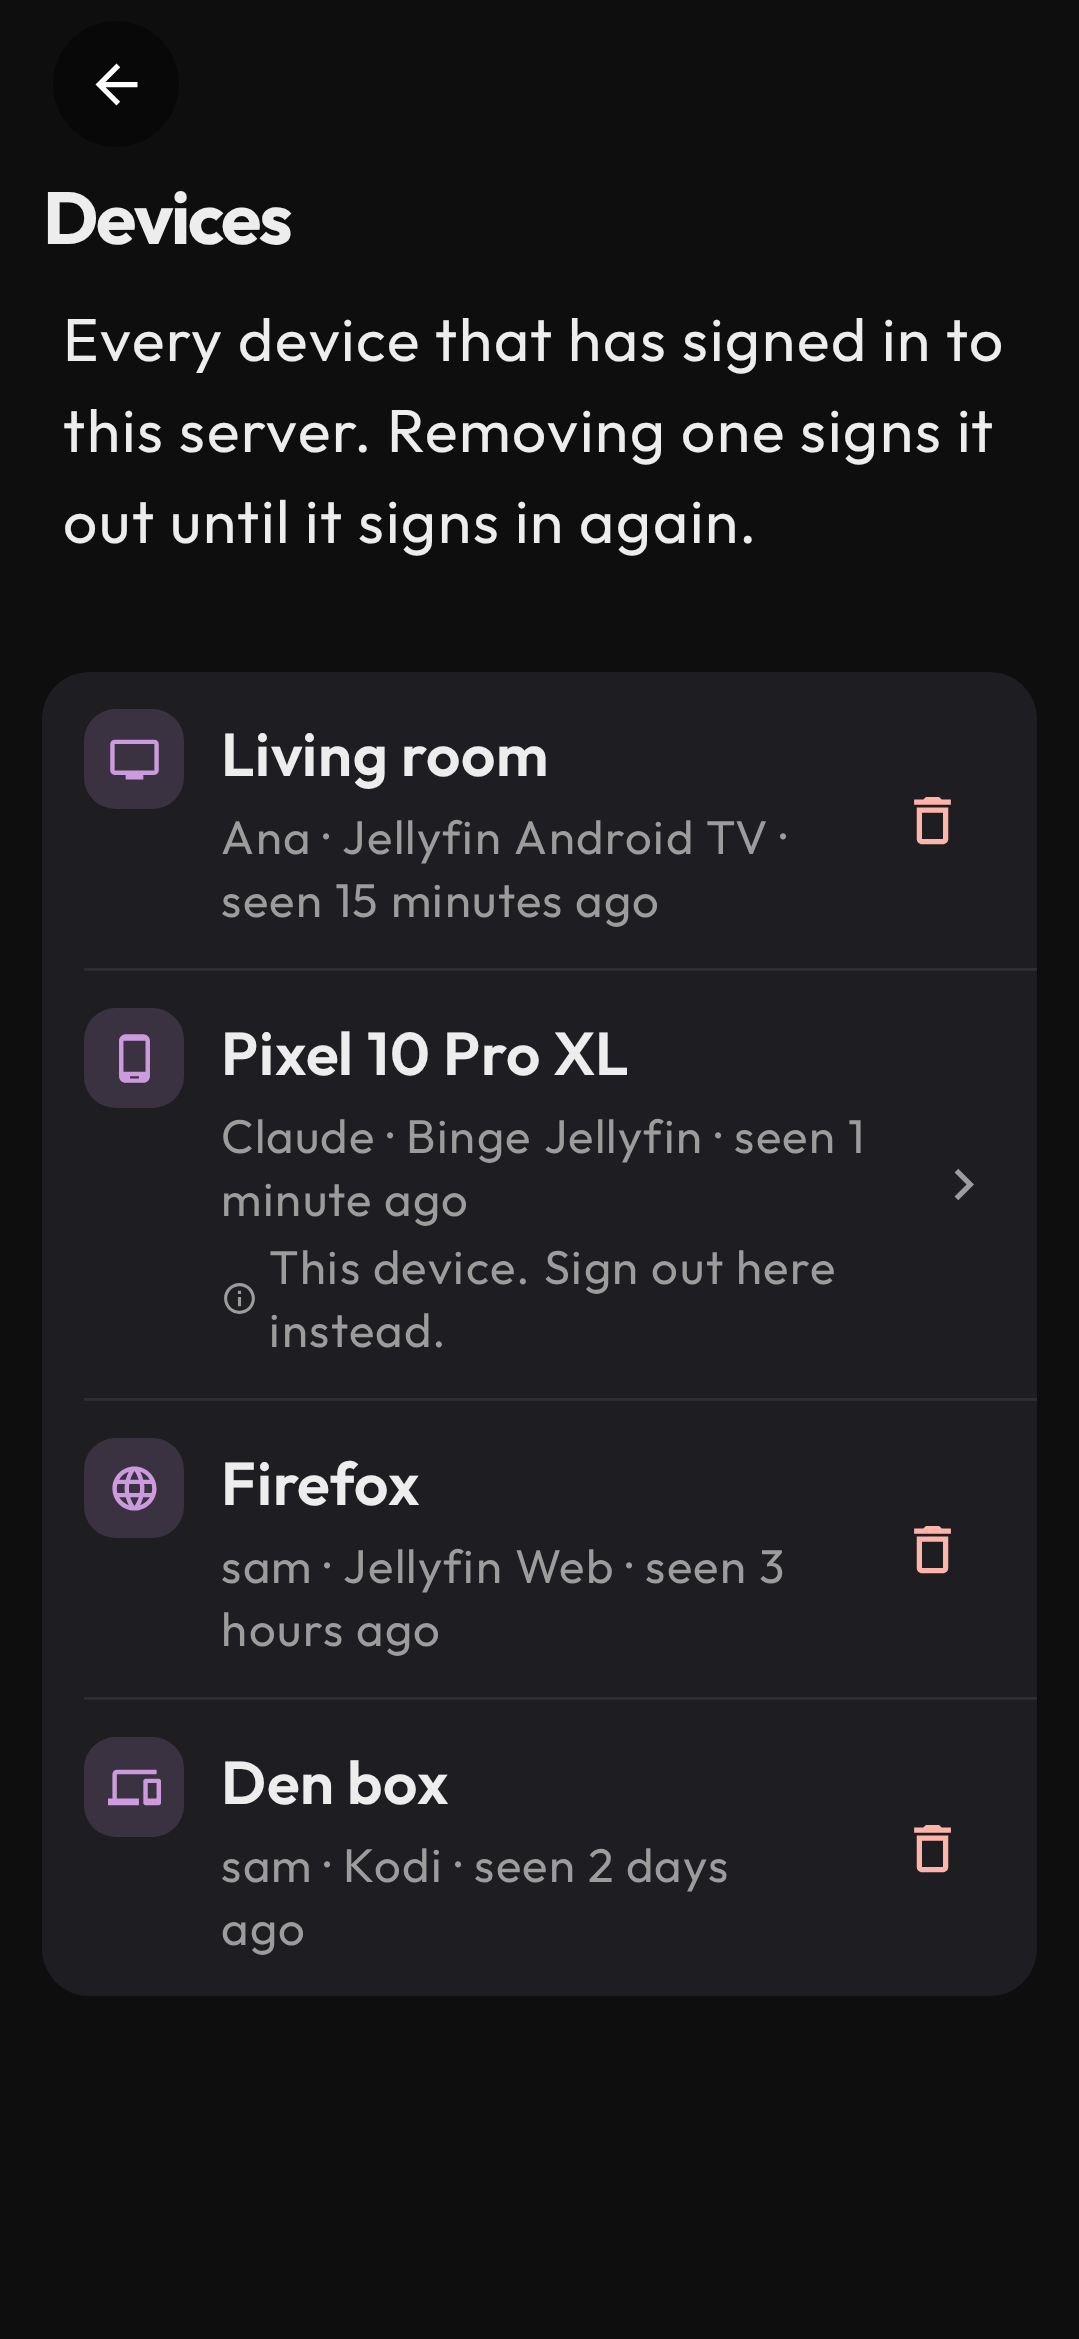 Devices
Every device that has signed in to
this server. Removing one signs it
out until it signs in again.
Living room
Ana · Jellyfin Android TV ·
seen 15 minutes ago
Pixel 10 Pro XL
Claude · Binge Jellyfin · seen 1
minute ago
This device. Sign out here
instead.
Firefox
sam · Jellyfin Web · seen 3
hours ago
Den box
sam · Kodi · seen 2 days
ago